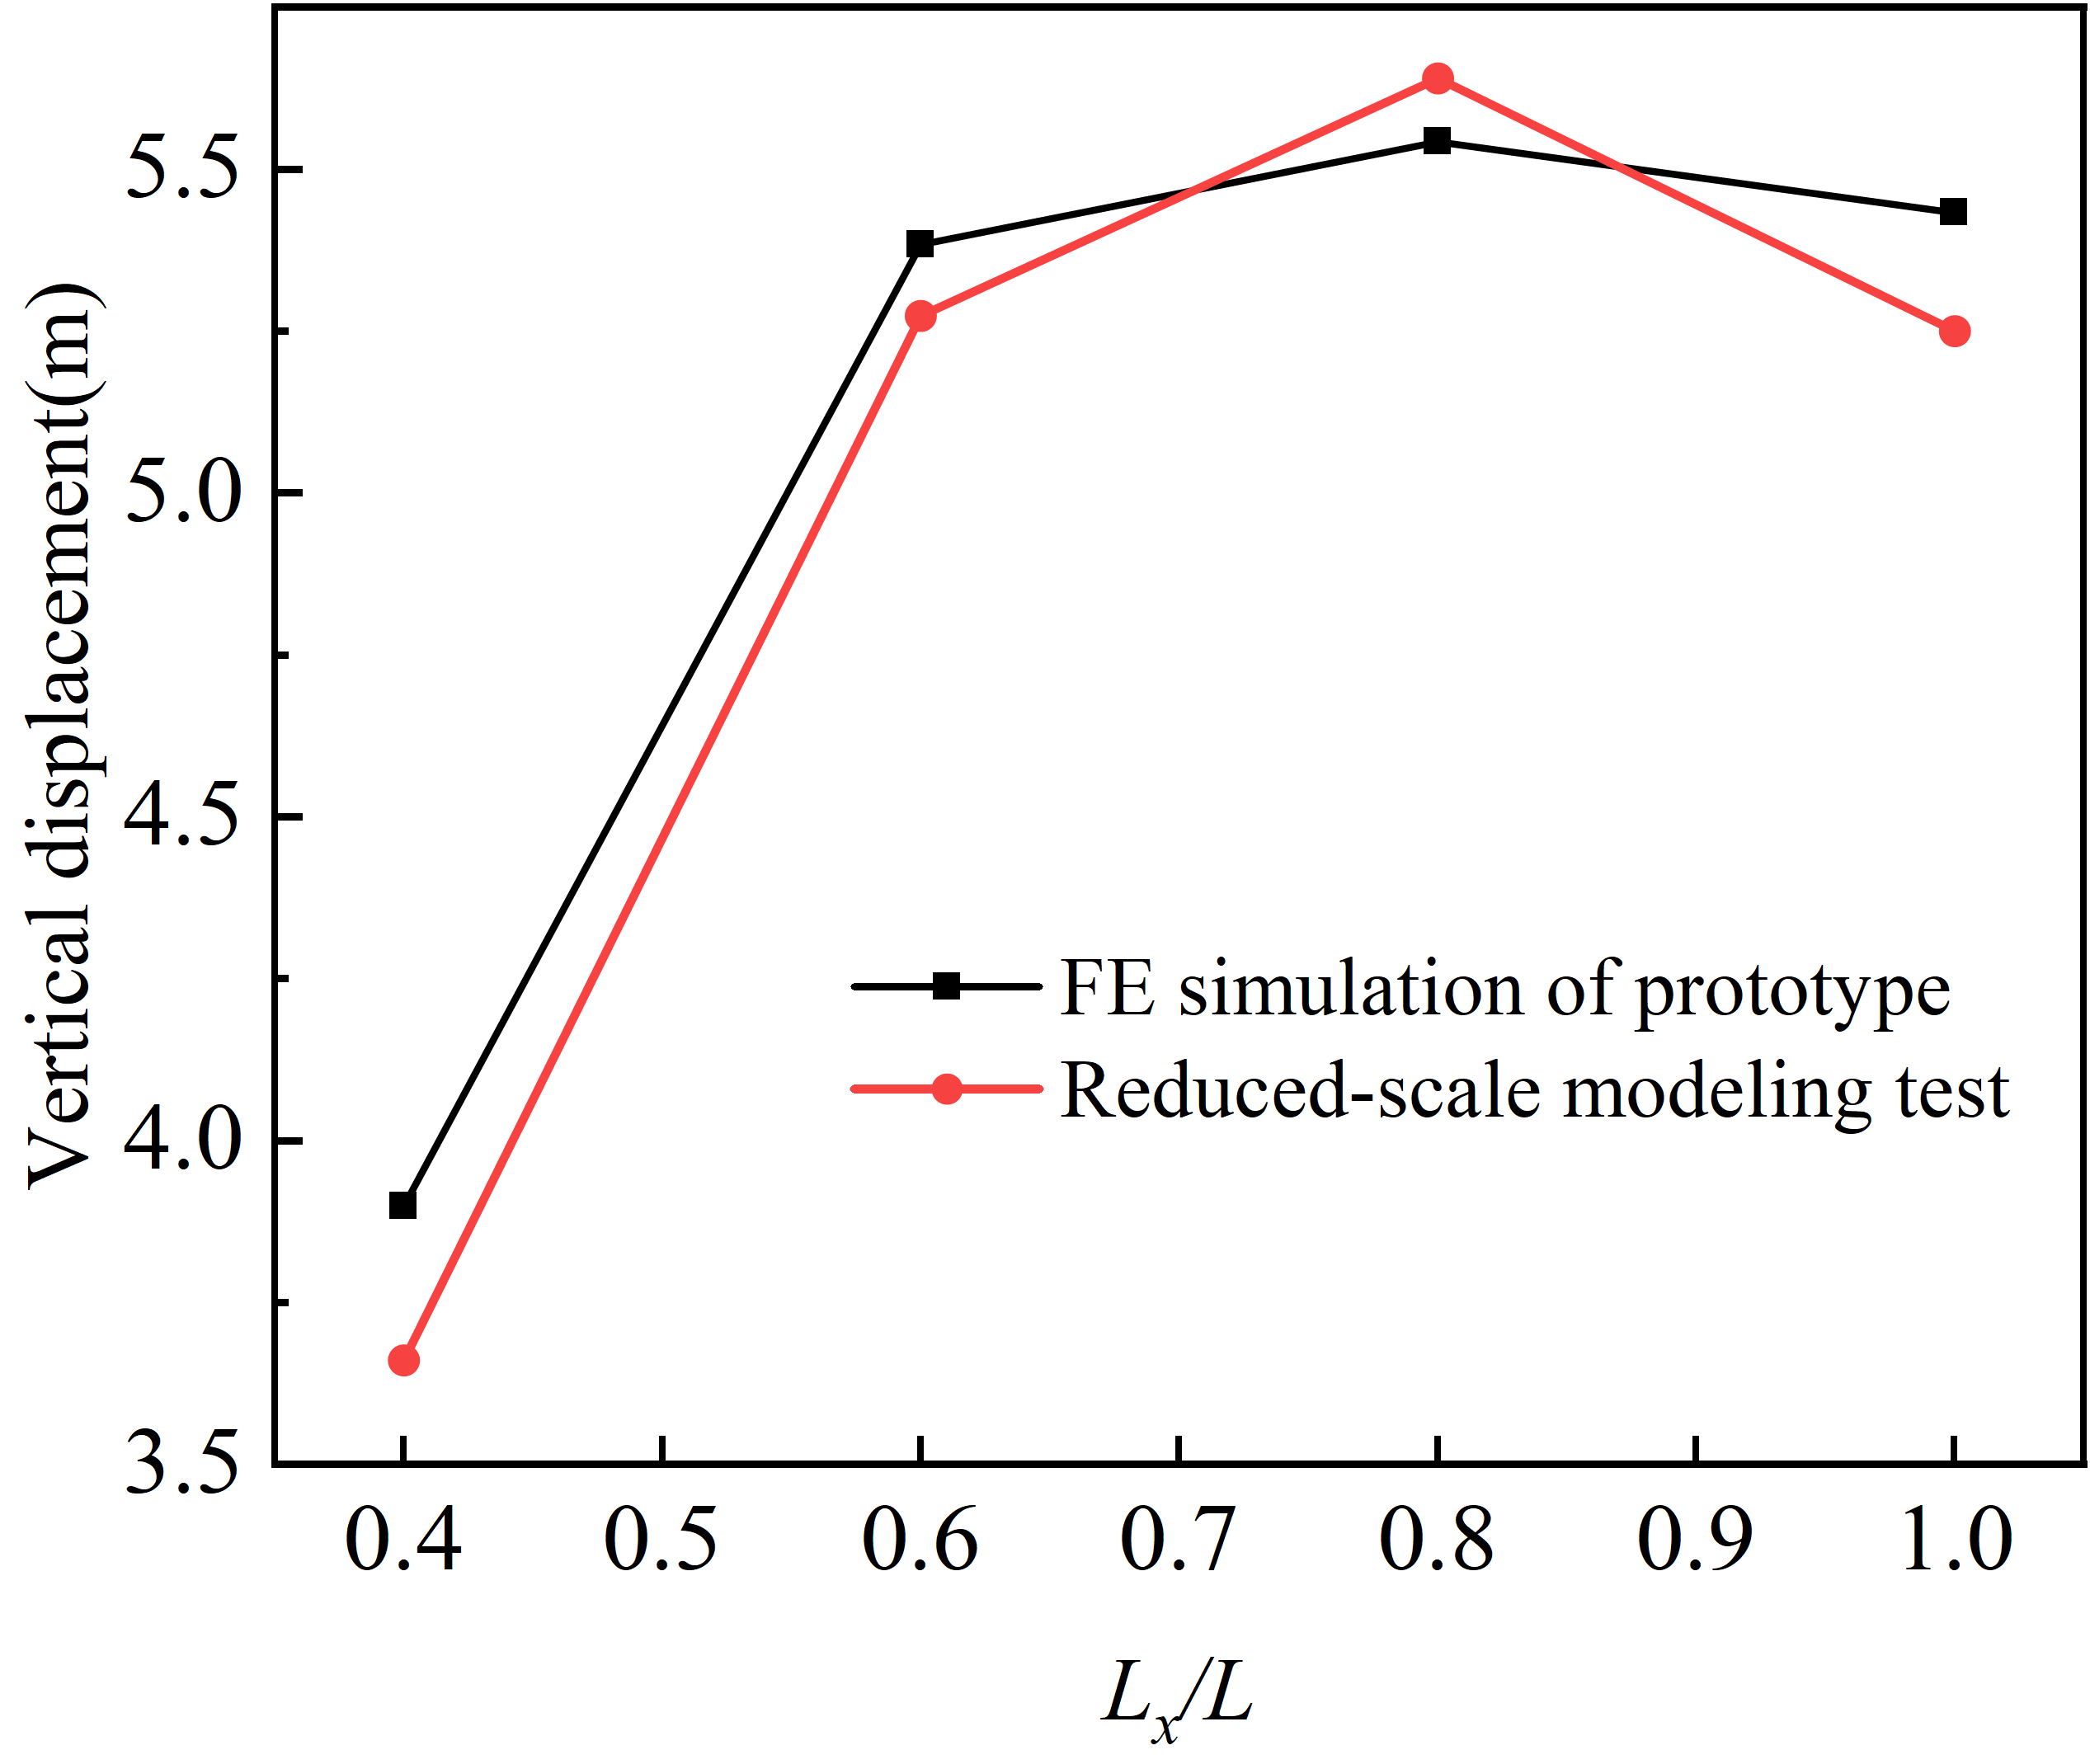 Vertical displacement(m)
5.5
5.0
4.5
4.0
3.5
FE simulation of prototype
Reduced-scale modeling test
0.4 0.5 0.6 0.7 0.8 0.9 1.0
Lx/L